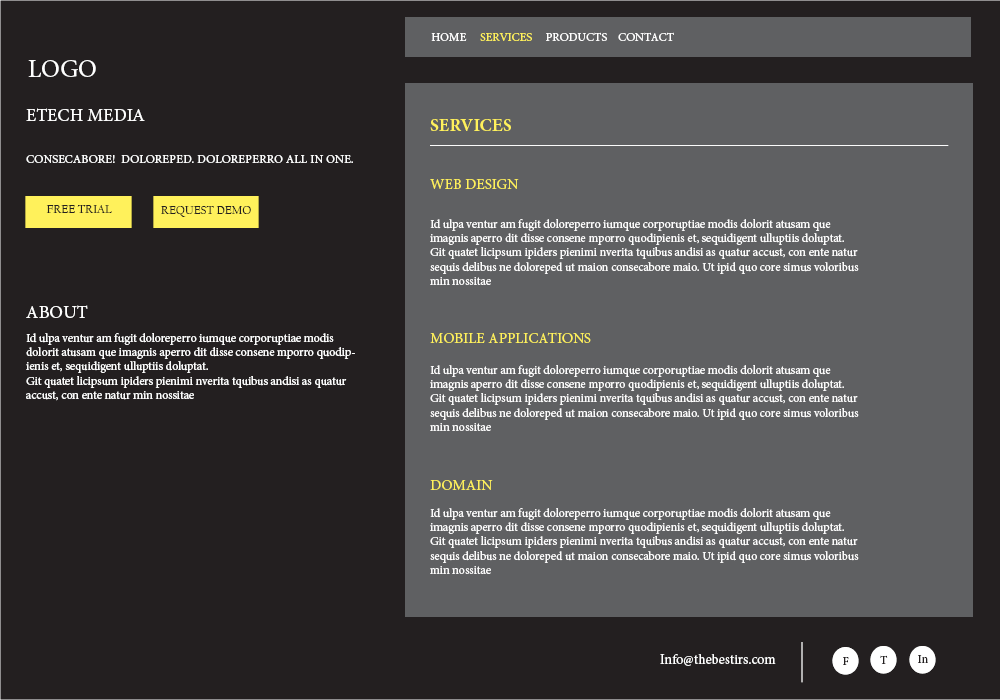 LOGO
ETECH MEDIA
CONSECABORE! DOLOREPED. DOLOREPERRO ALL IN ONE.
FREE TRIAL
REQUEST DEMO
ABOUT
Id ulpa ventur am fugit doloreperro iumque corporuptiae modis
dolorit atusam que imagnis aperro dit disse consene mporro quodip-
ienis et, sequidigent ulluptiis doluptat.
Git quatet licipsum ipiders pienimi nverita tquibus andisi as quatur
accust, con ente natur min nossitae
HOME SERVICES PRODUCTS CONTACT
SERVICES
WEB DESIGN
Id ulpa ventur am fugit doloreperro iumque corporuptiae modis dolorit atusam que
imagnis aperro dit disse consene mporro quodipienis et, sequidigent ulluptiis doluptat.
Git quatet licipsum ipiders pienimi nverita tquibus andisi as quatur accust, con ente natur
sequis delibus ne doloreped ut maion consecabore maio. Ut ipid quo core simus voloribus
min nossitae
MOBILE APPLICATIONS
Id ulpa ventur am fugit doloreperro iumque corporuptiae modis dolorit atusam que
imagnis aperro dit disse consene mporro quodipienis et, sequidigent ulluptiis doluptat.
Git quatet licipsum ipiders pienimi nverita tquibus andisi as quatur accust, con ente natur
sequis delibus ne doloreped ut maion consecabore maio. Ut ipid quo core simus voloribus
min nossitae
DOMAIN
Id ulpa ventur am fugit doloreperro iumque corporuptiae modis dolorit atusam que
imagnis aperro dit disse consene mporro quodipienis et, sequidigent ulluptiis doluptat.
Git quatet licipsum ipiders pienimi nverita tquibus andisi as quatur accust, con ente natur
sequis delibus ne doloreped ut maion consecabore maio. Ut ipid quo core simus voloribus
min nossitae
Info@thebestirs.com
F T In